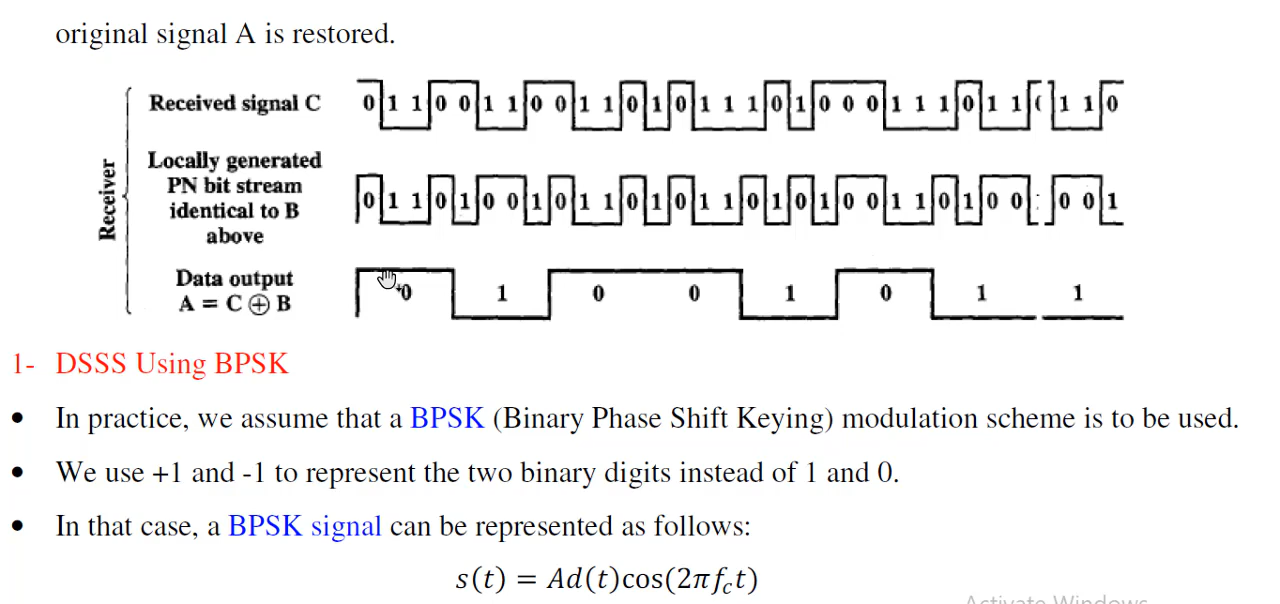 original signal A is restored.
Receiver
Received signal C 0 1 1 0 0 1 1 0 0 1 1 0 1 0 1 1 1 0 1 0 0 0 1 1 1 0 1 1 ( 1 1 0
Locally generated
PN bit stream
identical to B
above
0 1 1 0 1 0 0 1 0 1 1 0 1 0 1 1 0 1 0 1 0 0 1 1 0 1 0 0 0 0 1
Data output
A = C ⊕ B
0 1 0 0 1 0 1 1
1- DSSS Using BPSK
• In practice, we assume that a BPSK (Binary Phase Shift Keying) modulation scheme is to be used.
• We use +1 and -1 to represent the two binary digits instead of 1 and 0.
• In that case, a BPSK signal can be represented as follows:
s(t) = Ad(t)cos(2πf_c t)
Activate Windows